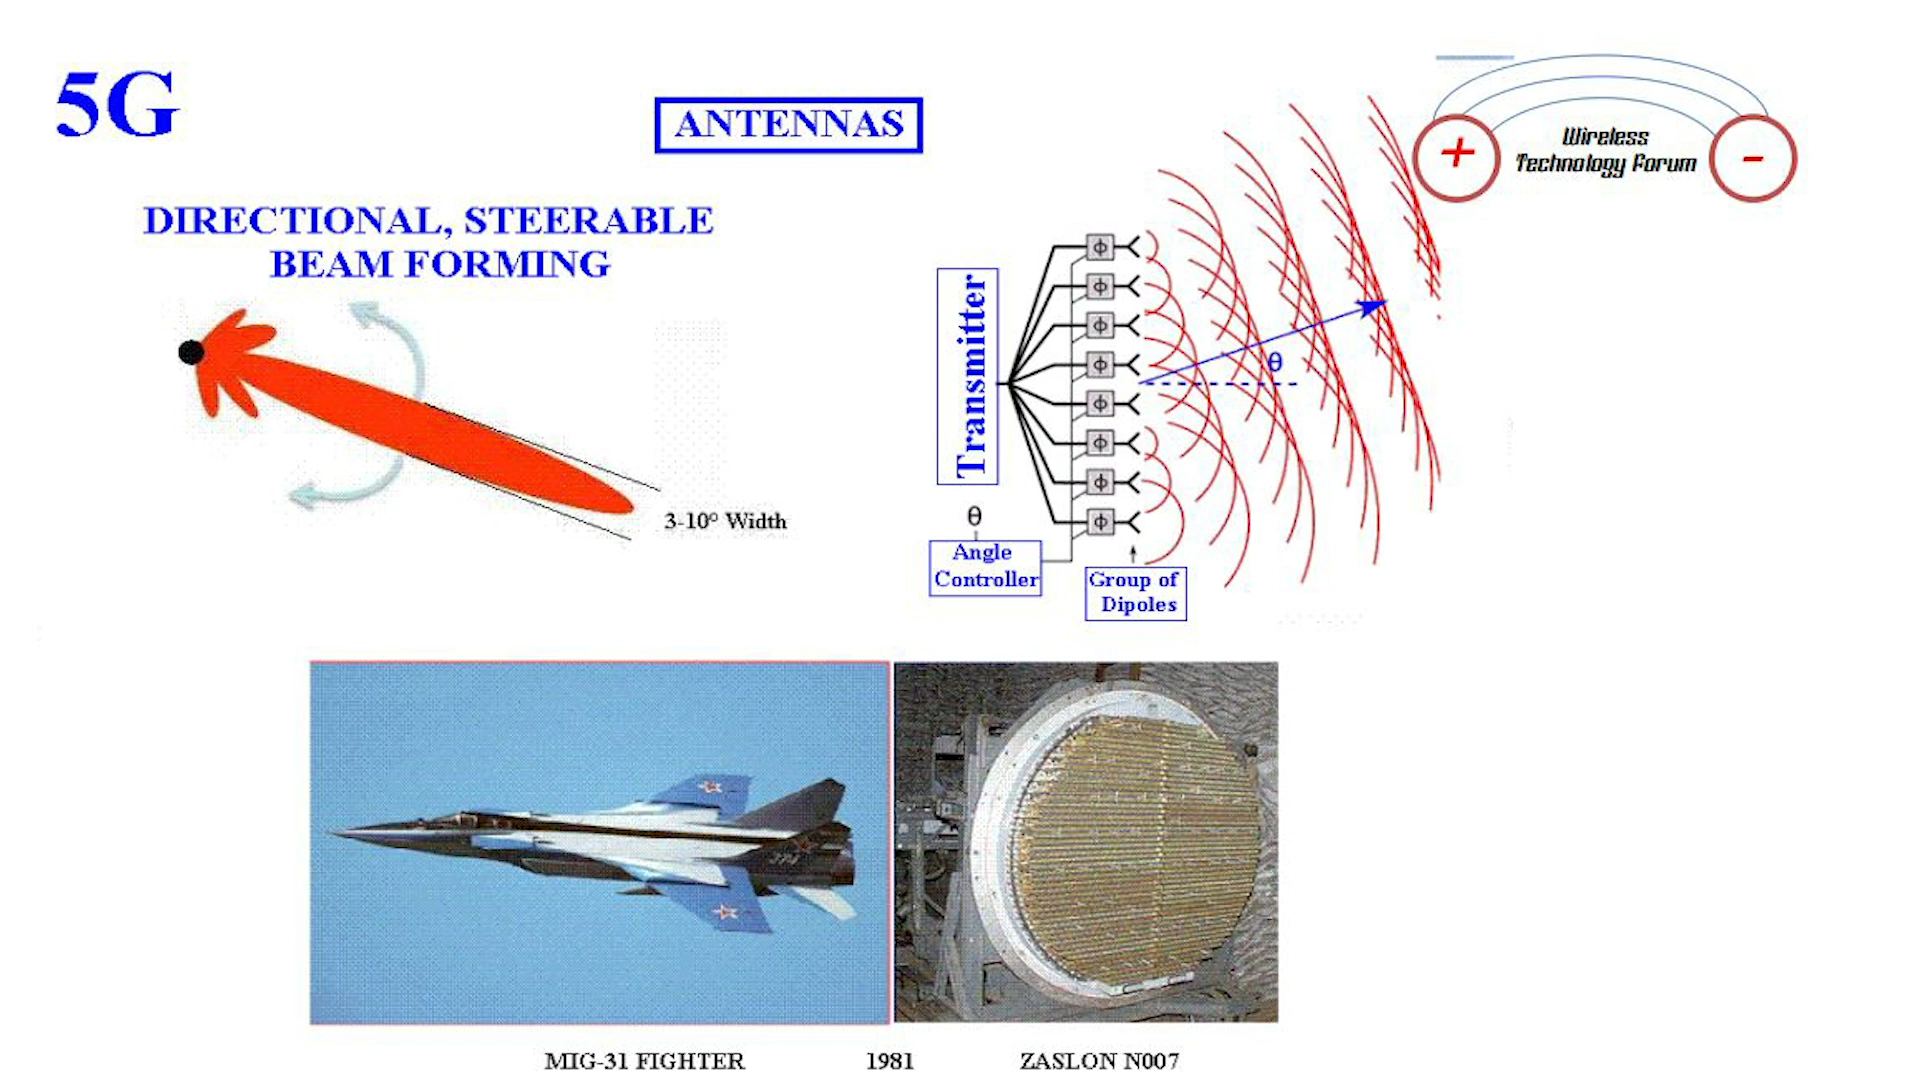 5G
ANTENNAS
Wireless
Technology Forum
+
-
DIRECTIONAL, STEERABLE
BEAM FORMING
3-10° Width
Transmitter
Φ
Φ
Φ
Φ
Φ
Φ
Φ
Φ
θ
θ
Angle
Controller
Group of
Dipoles
MIG-31 FIGHTER
1981
ZASLON N007